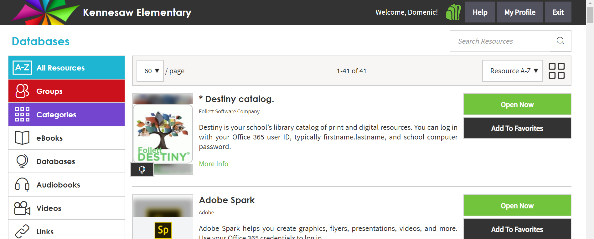 Kennesaw Elementary
Welcome, Domenic!
Help
My Profile
Exit
Databases
Search Resources
A-Z All Resources
Groups
Categories
eBooks
Databases
Audiobooks
Videos
Links
60 / page
1-41 of 41
Resource A-Z
* Destiny catalog.
Follett Software Company
Destiny is your school's library catalog of print and digital resources. You can log in
with your Office 365 user ID, typically firstname.lastname, and school computer
password.
More Info
Open Now
Add To Favorites
Follett
DESTINY
Adobe Spark
Adobe
Adobe Spark helps you create graphics, flyers, presentations, videos, and more.
Use your Office 365 credentials to log in
Open Now
Add To Favorites
Sp